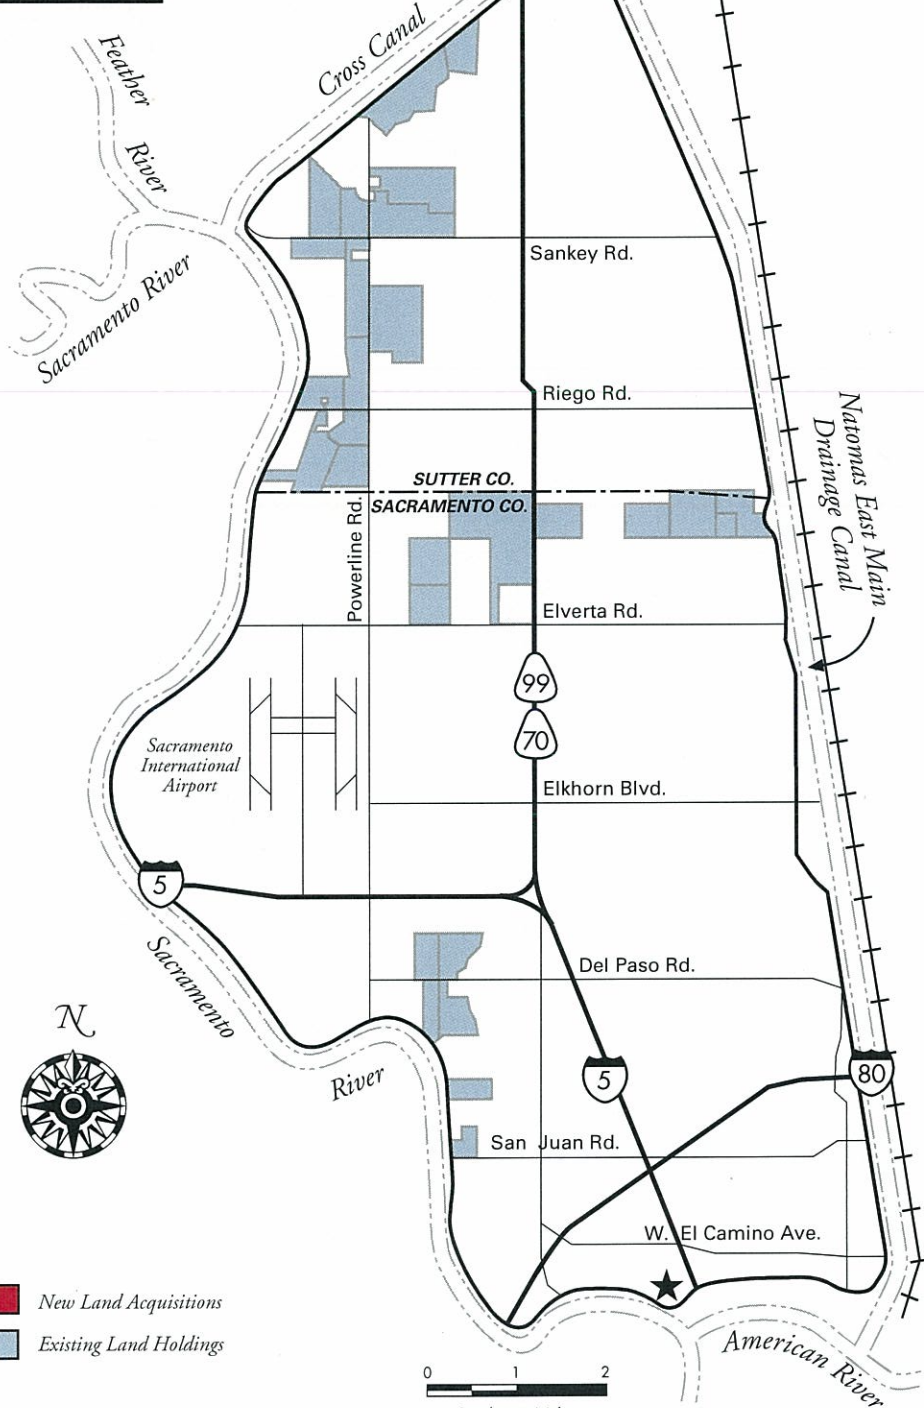 Feather
River
Cross Canal
Sacramento River
Sankey Rd.
Riego Rd.
Natomas East Main
Drainage Canal
SUTTER CO.
SACRAMENTO CO.
Powerline Rd.
Elverta Rd.
99
70
Sacramento
International
Airport
Elkhorn Blvd.
5
Sacramento
River
Del Paso Rd.
N
5
80
San Juan Rd.
W. El Camino Ave.
New Land Acquisitions
Existing Land Holdings
American River
0 1 2